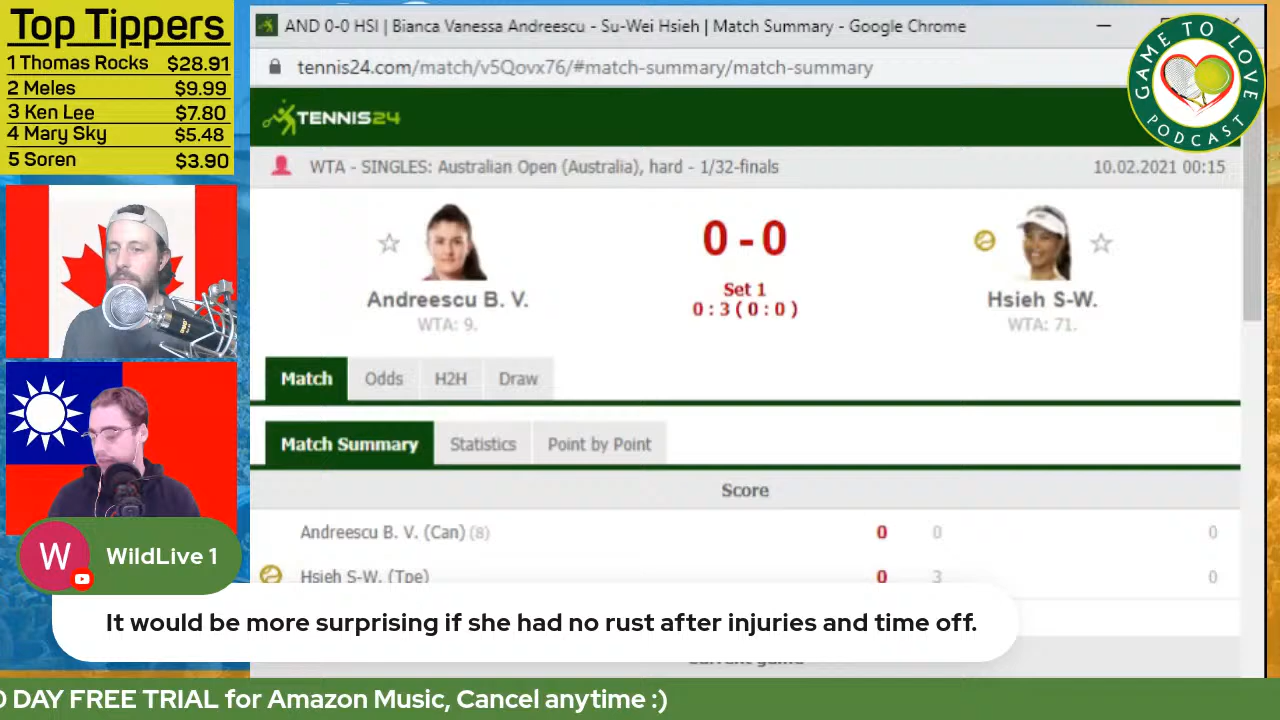 Top Tippers
1 Thomas Rocks $28.91
2 Meles $9.99
3 Ken Lee $7.80
4 Mary Sky $5.48
5 Soren $3.90
AND 0-0 HSI | Bianca Vanessa Andreescu - Su-Wei Hsieh | Match Summary - Google Chrome
tennis24.com/match/v5Qovx76/#match-summary/match-summary
GAME TO LOVE
PODCAST
TENNIS24
WTA - SINGLES: Australian Open (Australia), hard - 1/32-finals 10.02.2021 00:15
0 - 0
Set 1
0 : 3 ( 0 : 0 )
Andreescu B. V.
WTA: 9.
Hsieh S-W.
WTA: 71.
Match Odds H2H Draw
Match Summary Statistics Point by Point
Score
Andreescu B. V. (Can) (8) 0 0 0
Hsieh S-W. (Tpe) 0 3 0
W WildLive 1
It would be more surprising if she had no rust after injuries and time off.
DAY FREE TRIAL for Amazon Music, Cancel anytime :)